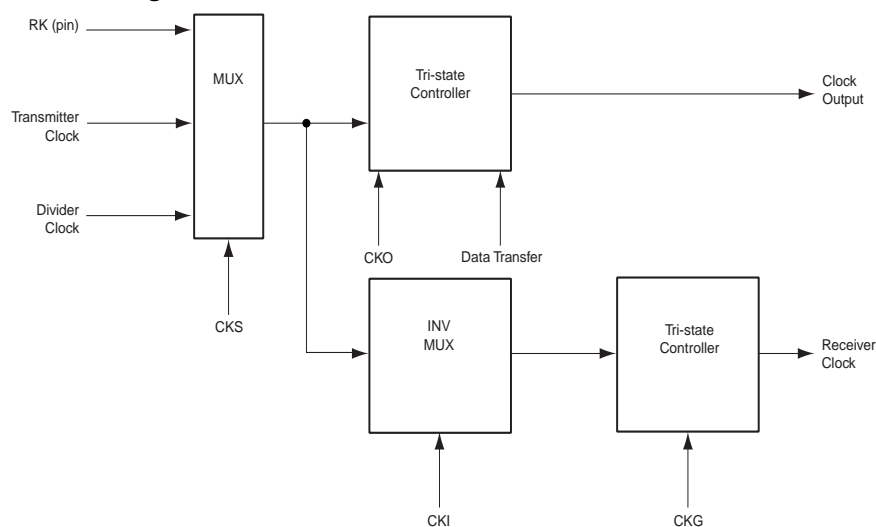 RK (pin)
MUX
Tri-state
Controller
Clock
Output
Transmitter
Clock
Divider
Clock
CKO
Data Transfer
CKS
INV
MUX
Tri-state
Controller
Receiver
Clock
CKI
CKG